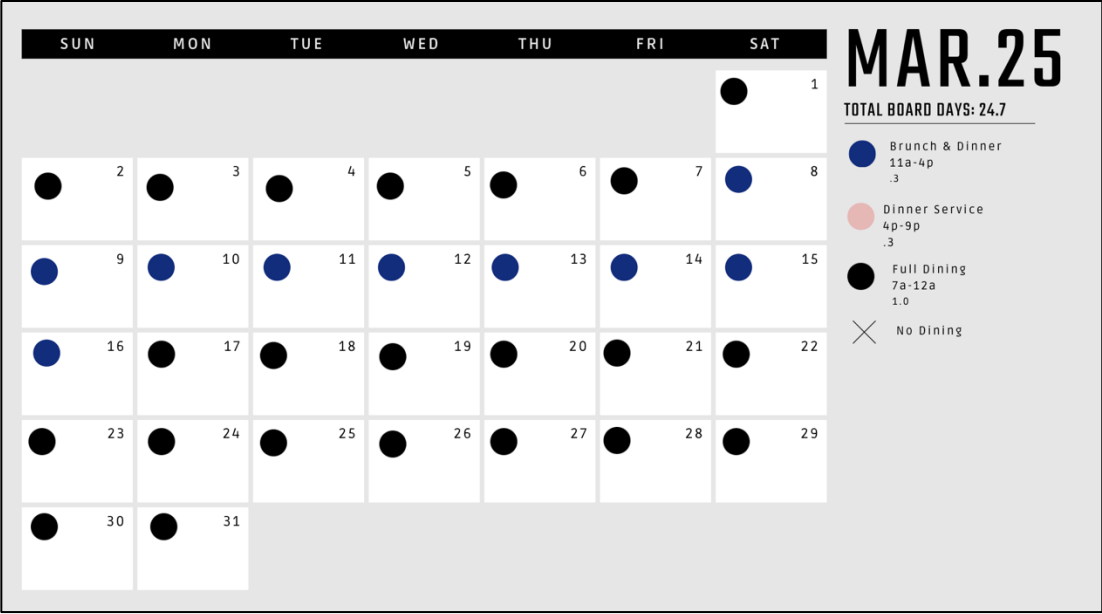 SUN MON TUE WED THU FRI SAT
1
2 3 4 5 6 7 8
9 10 11 12 13 14 15
16 17 18 19 20 21 22
23 24 25 26 27 28 29
30 31
MAR.25
TOTAL BOARD DAYS: 24.7
Brunch & Dinner
11a-4p
.3
Dinner Service
4p-9p
.3
Full Dining
7a-12a
1.0
No Dining